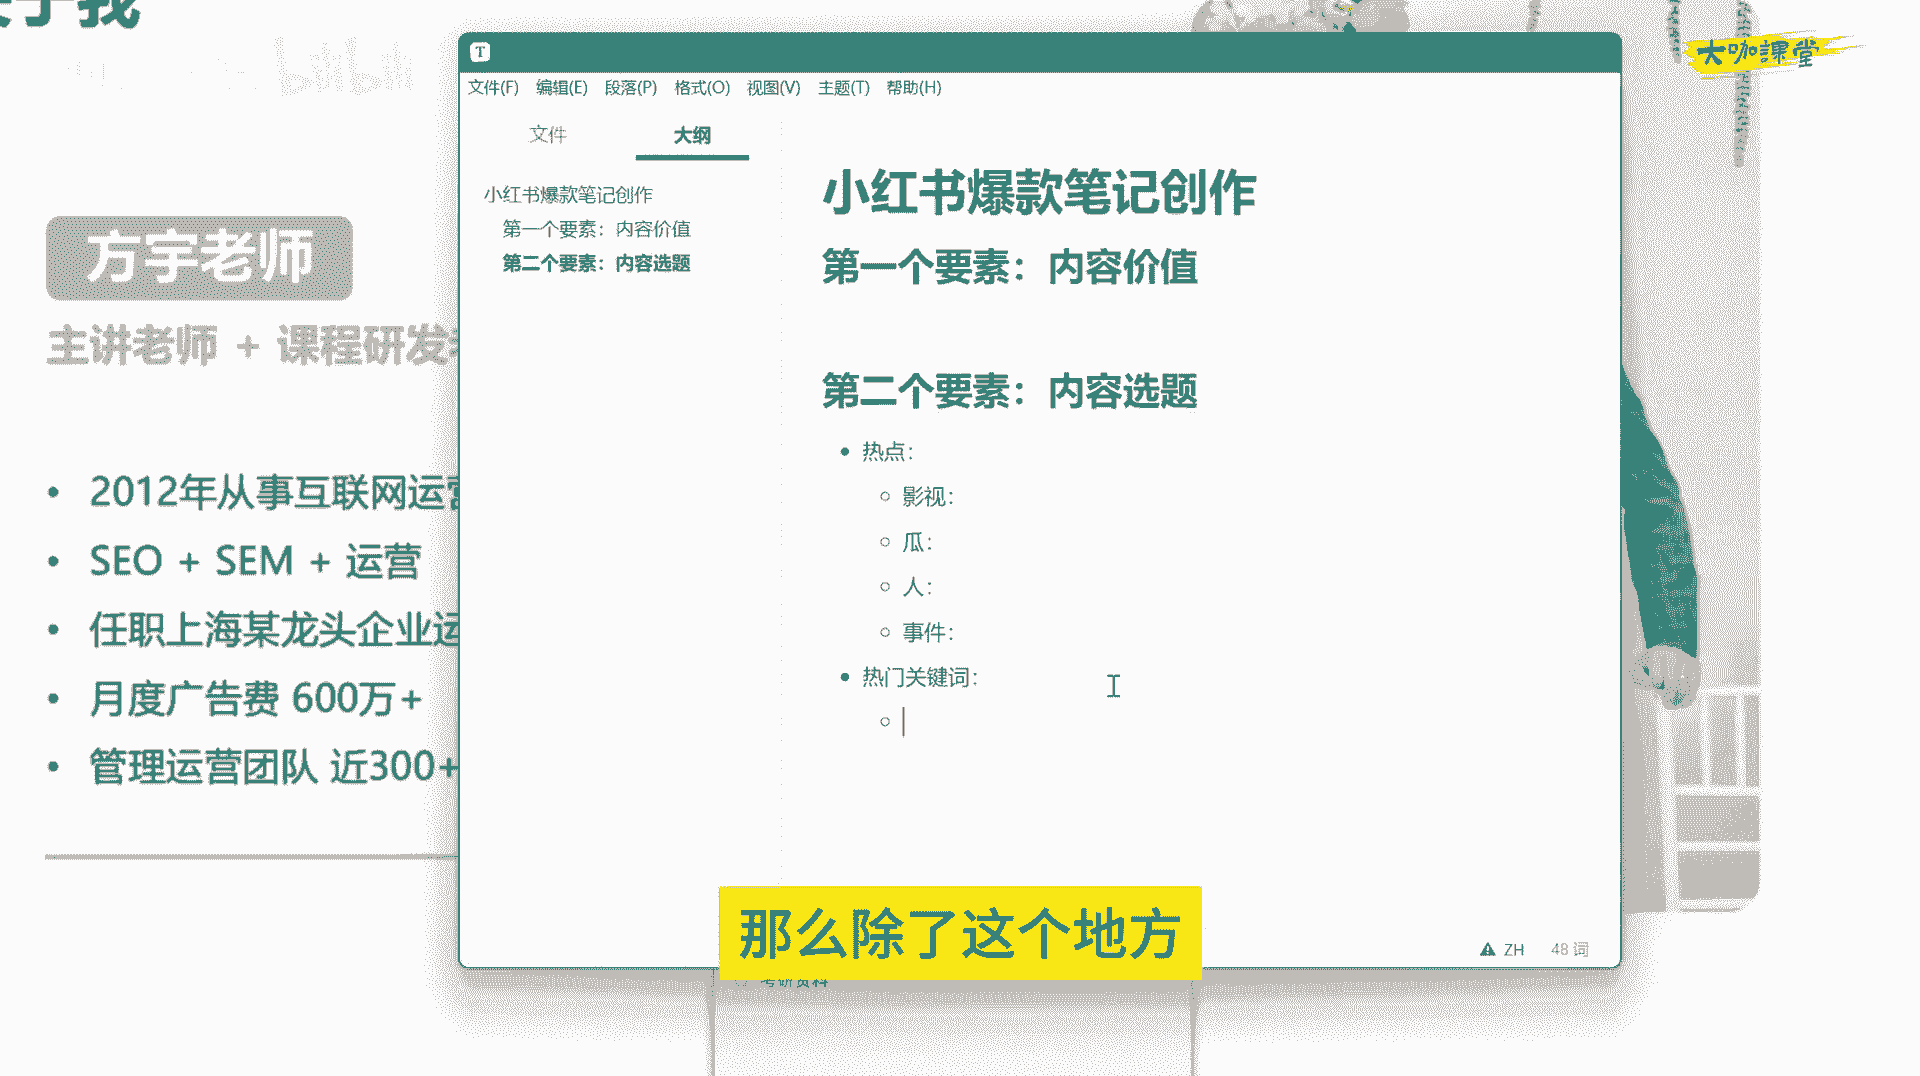 大咖課堂
bilibili
文件(F) 编辑(E) 段落(P) 格式(O) 视图(V) 主题(T) 帮助(H)
文件 大纲
小红书爆款笔记创作
第一个要素：内容价值
第二个要素：内容选题
小红书爆款笔记创作
第一个要素：内容价值
第二个要素：内容选题
热点：
影视：
瓜：
人：
事件：
热门关键词：
ZH 48 词
方宇老师
主讲老师 + 课程研发
2012年从事互联网运营
SEO + SEM + 运营
任职上海某龙头企业运
月度广告费 600万+
管理运营团队 近300+
那么除了这个地方
考研资料